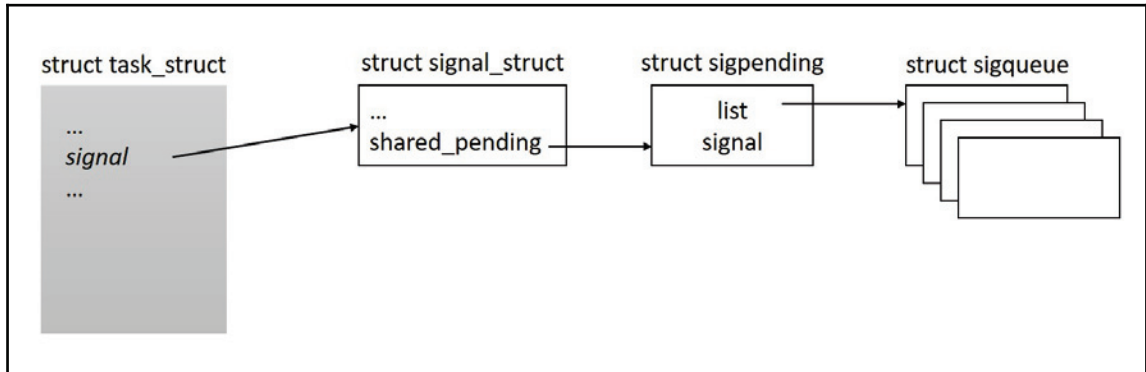 struct task_struct
...
signal
...
struct signal_struct
...
shared_pending
struct sigpending
list
signal
struct sigqueue